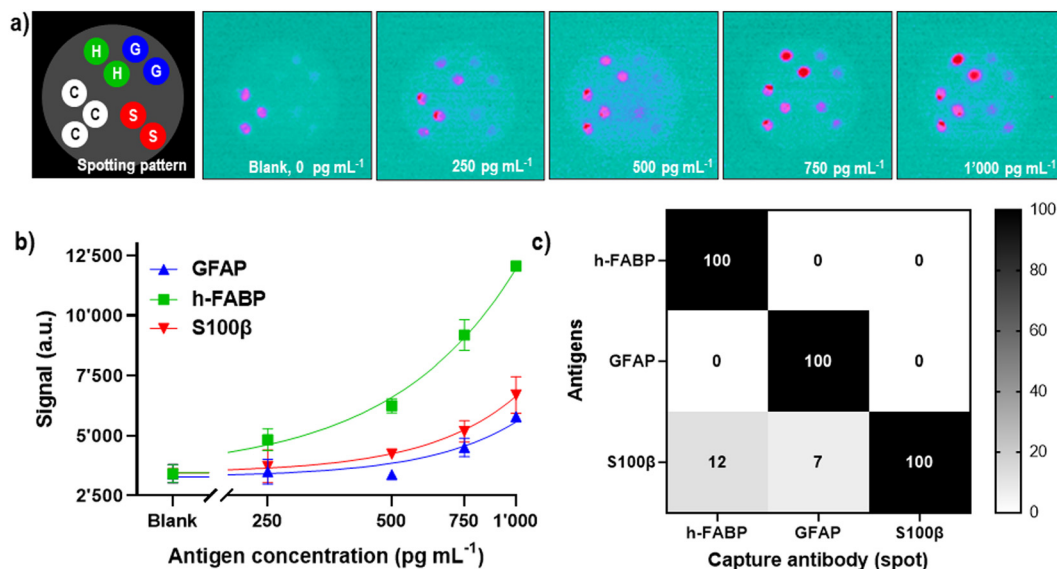 a)
H G
H G
C
C S
C S
Spotting pattern
Blank, 0 pg mL⁻¹
250 pg mL⁻¹
500 pg mL⁻¹
750 pg mL⁻¹
1'000 pg mL⁻¹
b)
12'500
10'000
7'500
5'000
2'500
Signal (a.u.)
GFAP
h-FABP
S100β
Blank 250 500 750 1'000
Antigen concentration (pg mL⁻¹)
c)
Antigens
h-FABP 100 0 0
GFAP 0 100 0
S100β 12 7 100
h-FABP GFAP S100β
Capture antibody (spot)
100
80
60
40
20
0